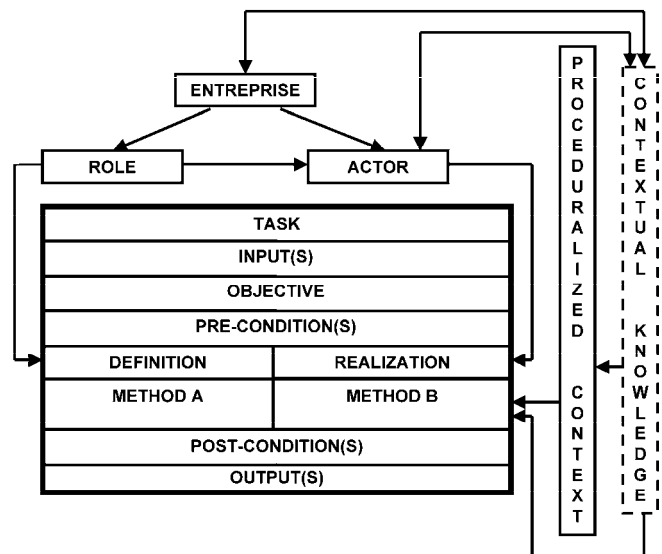 ENTREPRISE
ROLE
ACTOR
TASK
INPUT(S)
OBJECTIVE
PRE-CONDITION(S)
DEFINITION
REALIZATION
METHOD A
METHOD B
POST-CONDITION(S)
OUTPUT(S)
PROCEDURALIZED CONTEXT
CONTEXTUAL KNOWLEDGE